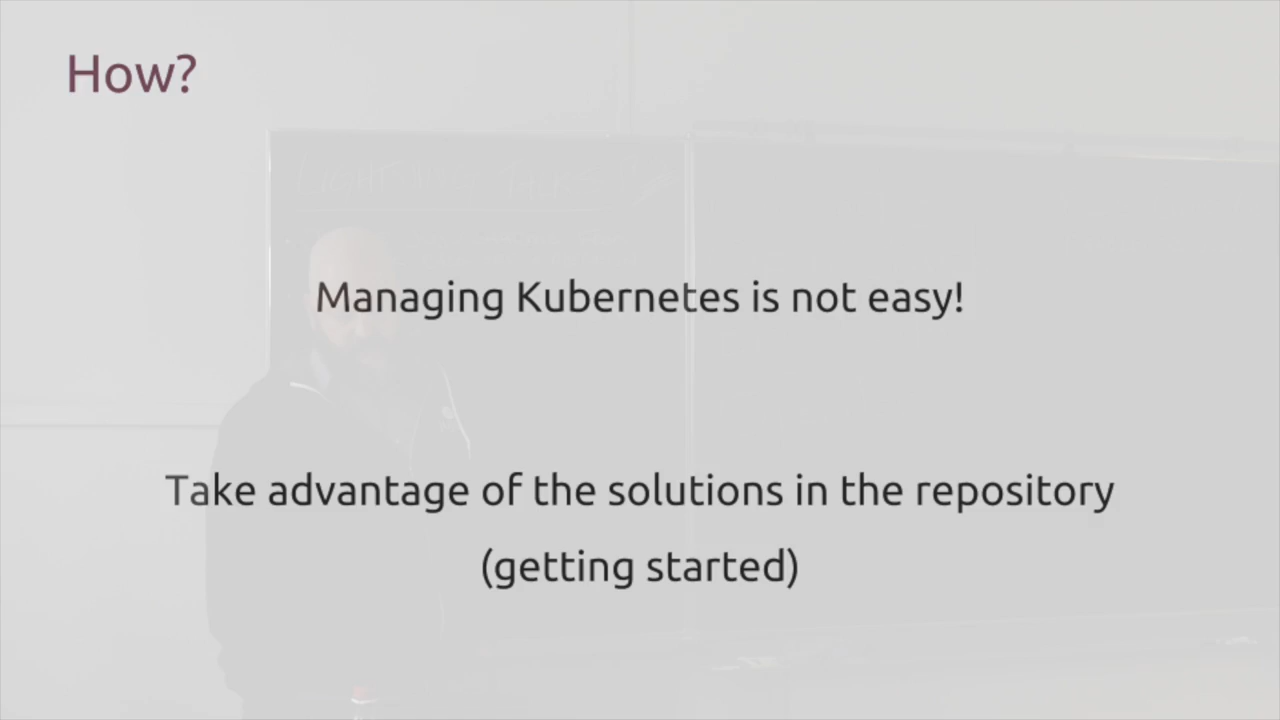 How?
Managing Kubernetes is not easy!
Take advantage of the solutions in the repository
(getting started)